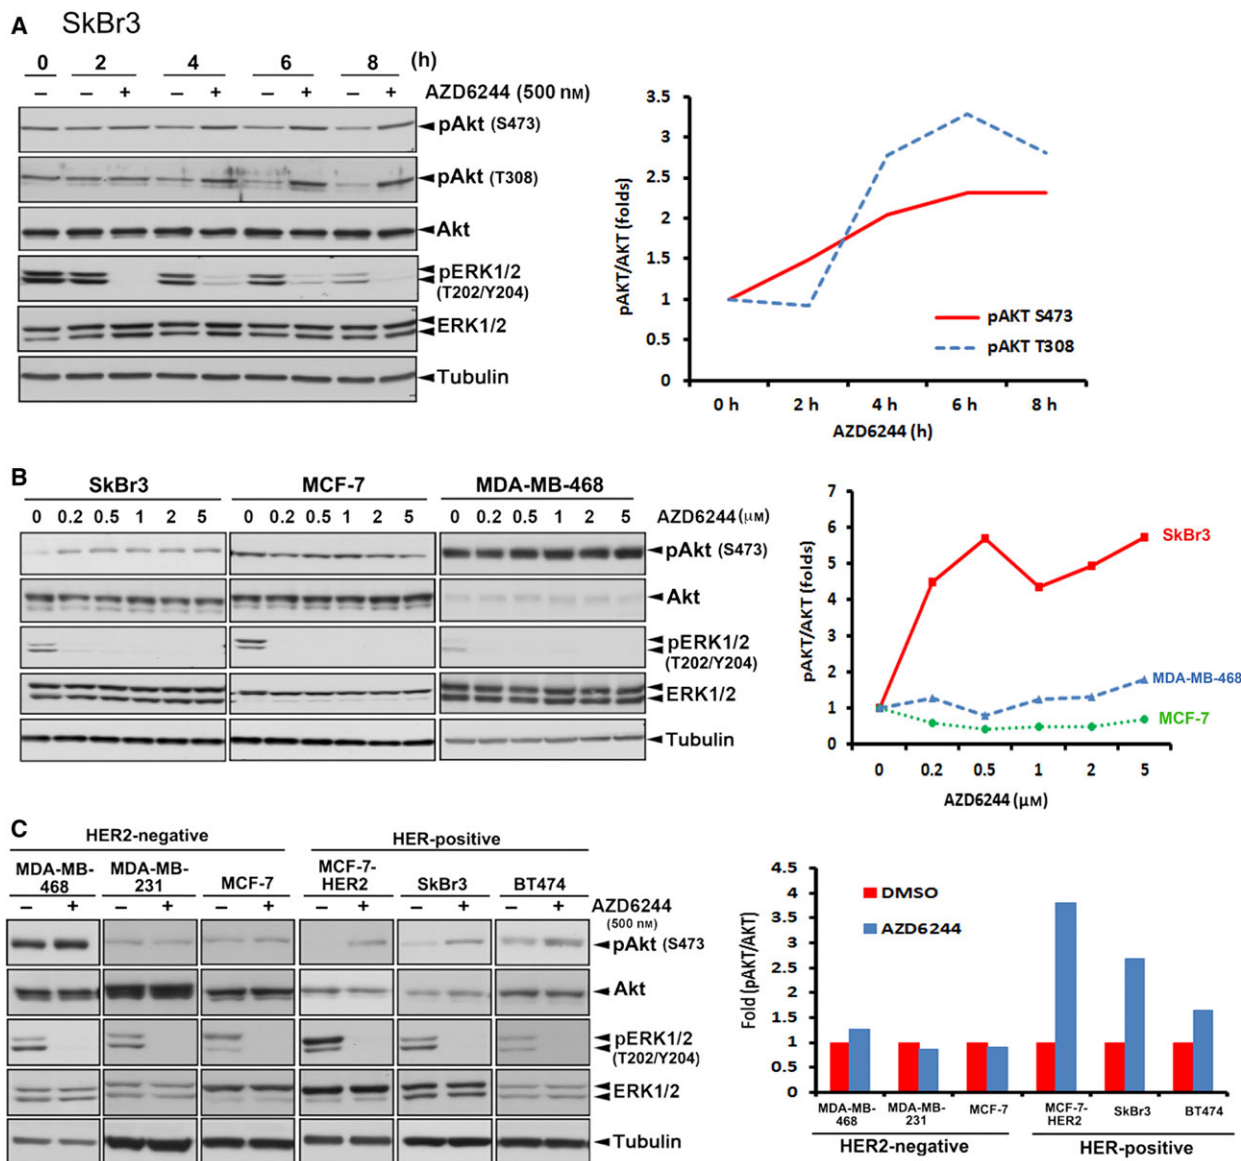 A SkBr3
0 2 4 6 8 (h)
– – + – + – + – + AZD6244 (500 nM)
pAkt (S473)
pAkt (T308)
Akt
pERK1/2
(T202/Y204)
ERK1/2
Tubulin
3.5
3
2.5
2
1.5
1
0.5
0
pAKT/AKT (folds)
pAKT S473
pAKT T308
0 h 2 h 4 h 6 h 8 h
AZD6244 (h)
B
SkBr3 MCF-7 MDA-MB-468
0 0.2 0.5 1 2 5 0 0.2 0.5 1 2 5 0 0.2 0.5 1 2 5 AZD6244 (μM)
pAkt (S473)
Akt
pERK1/2
(T202/Y204)
ERK1/2
Tubulin
7
6
5
4
3
2
1
0
pAKT/AKT (folds)
SkBr3
MDA-MB-468
MCF-7
0 0.2 0.5 1 2 5
AZD6244 (μM)
C
HER2-negative HER-positive
MDA-MB-
468
MDA-MB-
231
MCF-7
MCF-7-
HER2
SkBr3
BT474
– + – + – + – + – + – + AZD6244
(500 nM)
pAkt (S473
Akt
pERK1/2
(T202/Y204)
ERK1/2
Tubulin
4.5
4
3.5
3
2.5
2
1.5
1
0.5
0
Fold (pAKT/AKT)
DMSO
AZD6244
MDA-MB-
468
MDA-MB-
231
MCF-7
MCF-7-
HER2
SkBr3
BT474
HER2-negative HER-positive